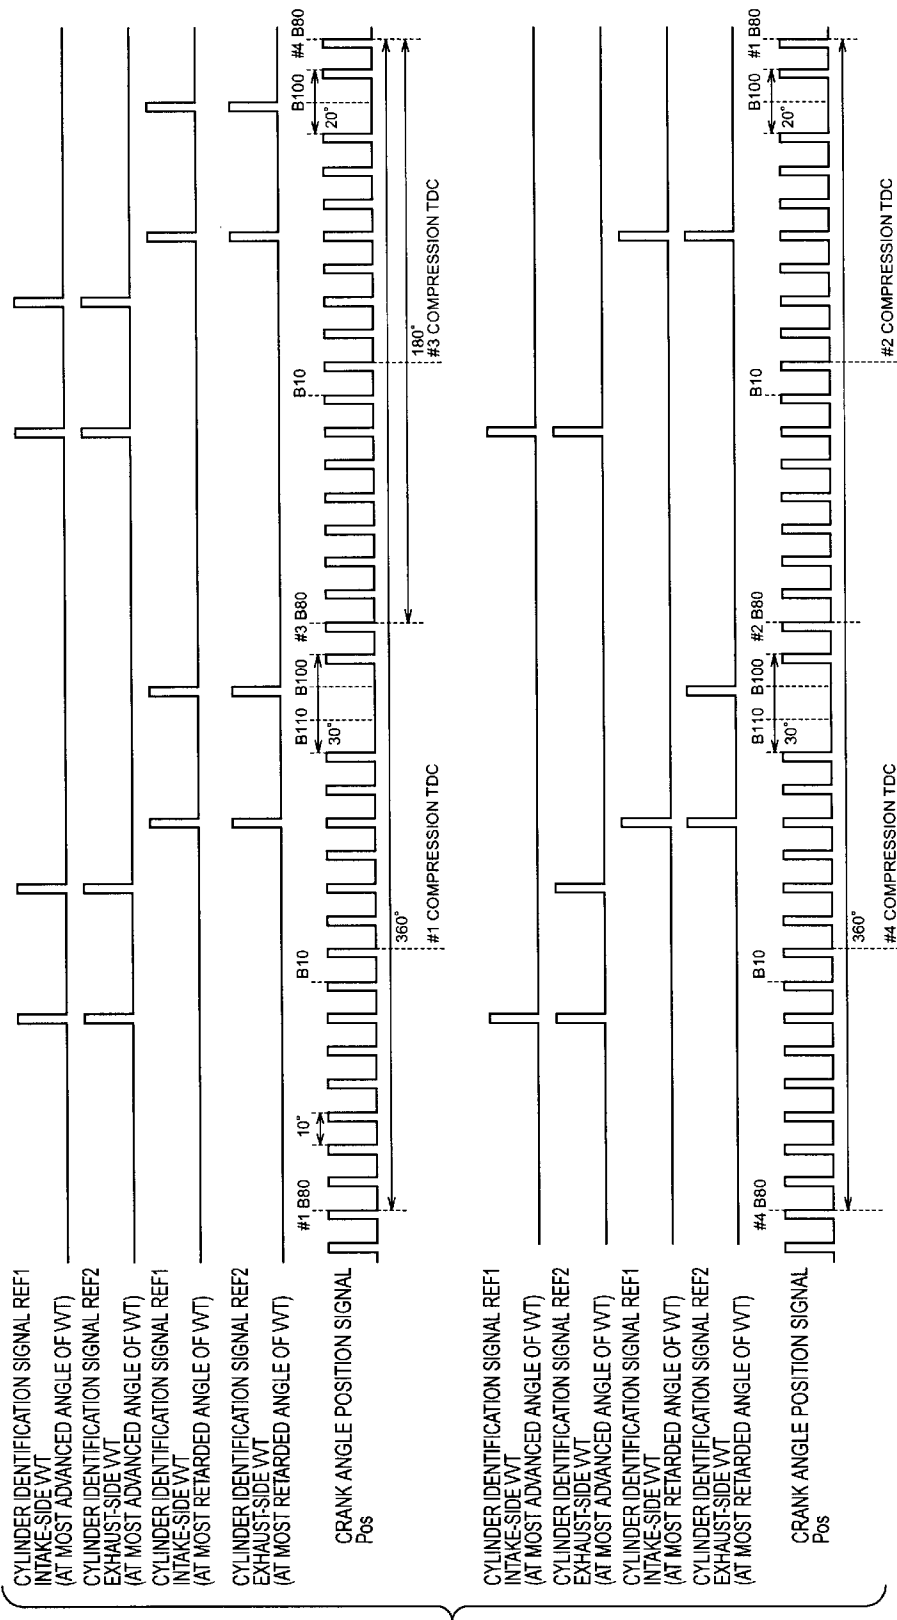 CYLINDER IDENTIFICATION SIGNAL REF1
INTAKE-SIDE VVT
(AT MOST ADVANCED ANGLE OF VVT)
CYLINDER IDENTIFICATION SIGNAL REF2
EXHAUST-SIDE VVT
(AT MOST ADVANCED ANGLE OF VVT)
CYLINDER IDENTIFICATION SIGNAL REF1
INTAKE-SIDE VVT
(AT MOST RETARDED ANGLE OF VVT)
CYLINDER IDENTIFICATION SIGNAL REF2
EXHAUST-SIDE VVT
(AT MOST RETARDED ANGLE OF VVT)
#1 B80
10°
B10
B110
B100
30°
#3 B80
B10
B100
20°
#4 B80
CRANK ANGLE POSITION SIGNAL
Pos
360°
180°
#1 COMPRESSION TDC
#3 COMPRESSION TDC
CYLINDER IDENTIFICATION SIGNAL REF1
INTAKE-SIDE VVT
(AT MOST ADVANCED ANGLE OF VVT)
CYLINDER IDENTIFICATION SIGNAL REF2
EXHAUST-SIDE VVT
(AT MOST ADVANCED ANGLE OF VVT)
CYLINDER IDENTIFICATION SIGNAL REF1
INTAKE-SIDE VVT
(AT MOST RETARDED ANGLE OF VVT)
CYLINDER IDENTIFICATION SIGNAL REF2
EXHAUST-SIDE VVT
(AT MOST RETARDED ANGLE OF VVT)
#4 B80
B10
B110
B100
30°
#2 B80
B10
B100
20°
#1 B80
CRANK ANGLE POSITION SIGNAL
Pos
360°
#4 COMPRESSION TDC
#2 COMPRESSION TDC